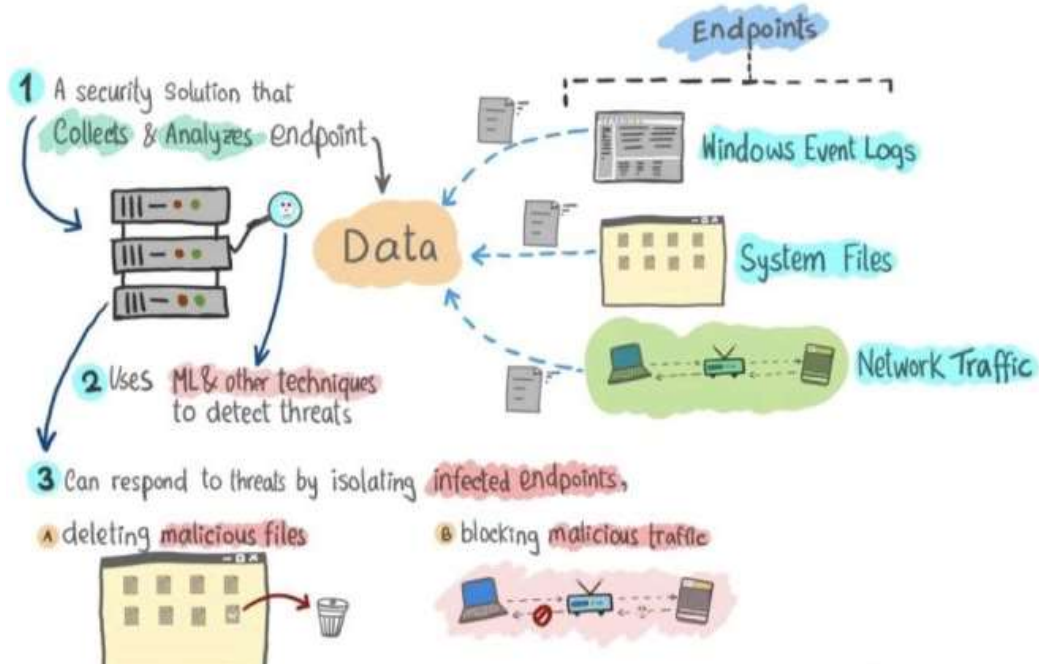 Endpoints
1 A security solution that
Collects & Analyzes endpoint
Data
Windows Event Logs
System Files
Network Traffic
2 Uses ML & other techniques
to detect threats
3 Can respond to threats by isolating infected endpoints,
A deleting malicious files
B blocking malicious traffic